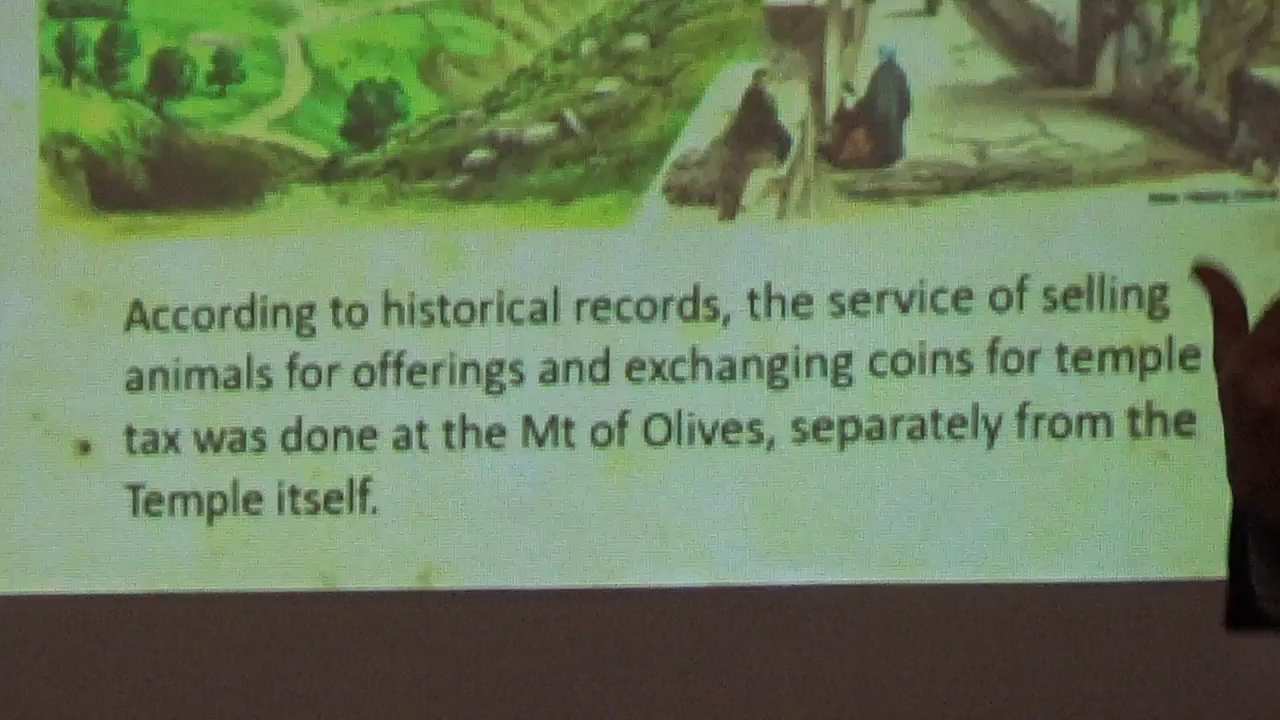 According to historical records, the service of selling
animals for offerings and exchanging coins for temple
tax was done at the Mt of Olives, separately from the
Temple itself.